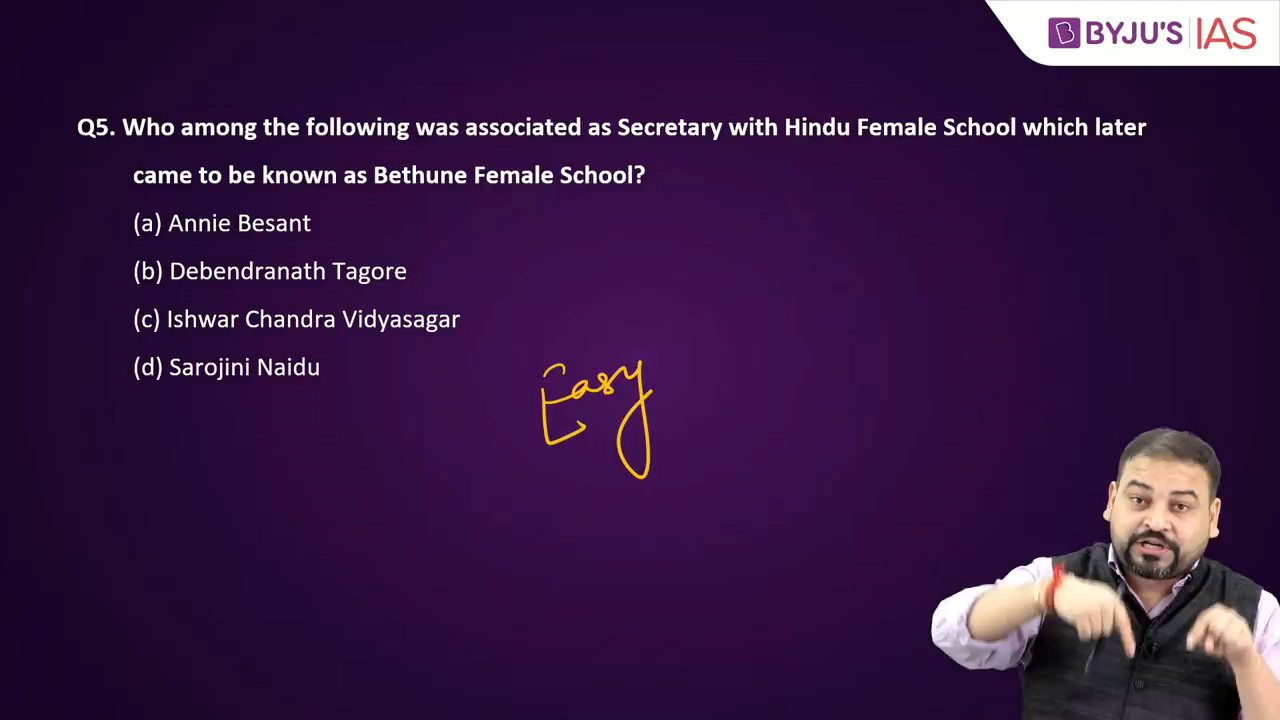 BYJU'S IAS
Q5. Who among the following was associated as Secretary with Hindu Female School which later
came to be known as Bethune Female School?
(a) Annie Besant
(b) Debendranath Tagore
(c) Ishwar Chandra Vidyasagar
(d) Sarojini Naidu
Easy